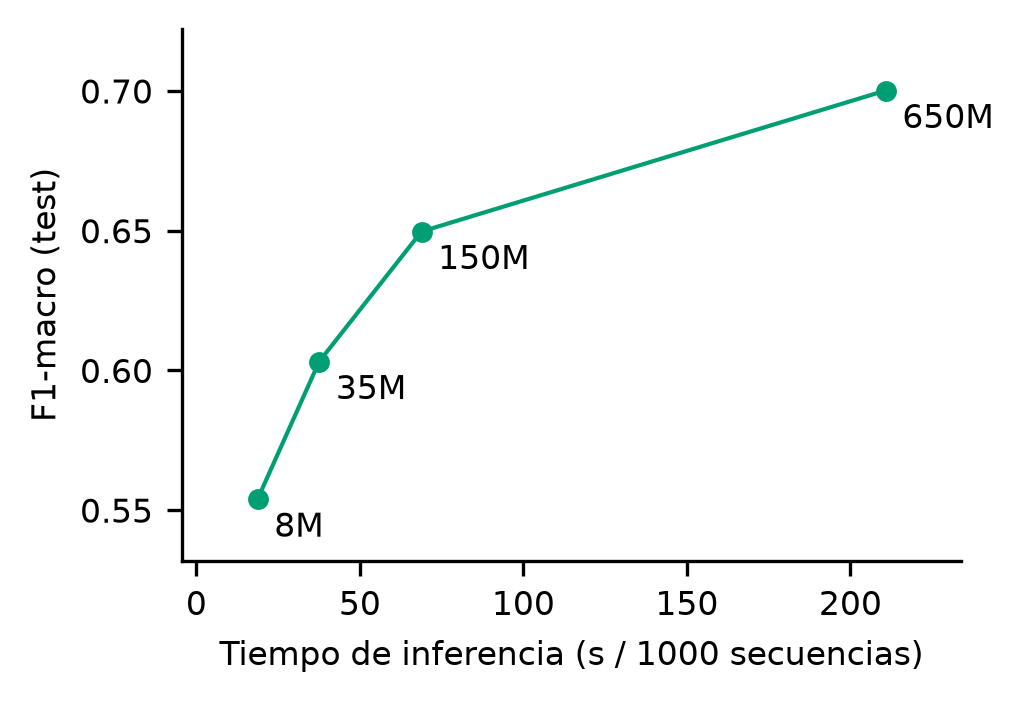 0.70
0.65
0.60
0.55
F1-macro (test)
650M
150M
35M
8M
0 50 100 150 200
Tiempo de inferencia (s / 1000 secuencias)